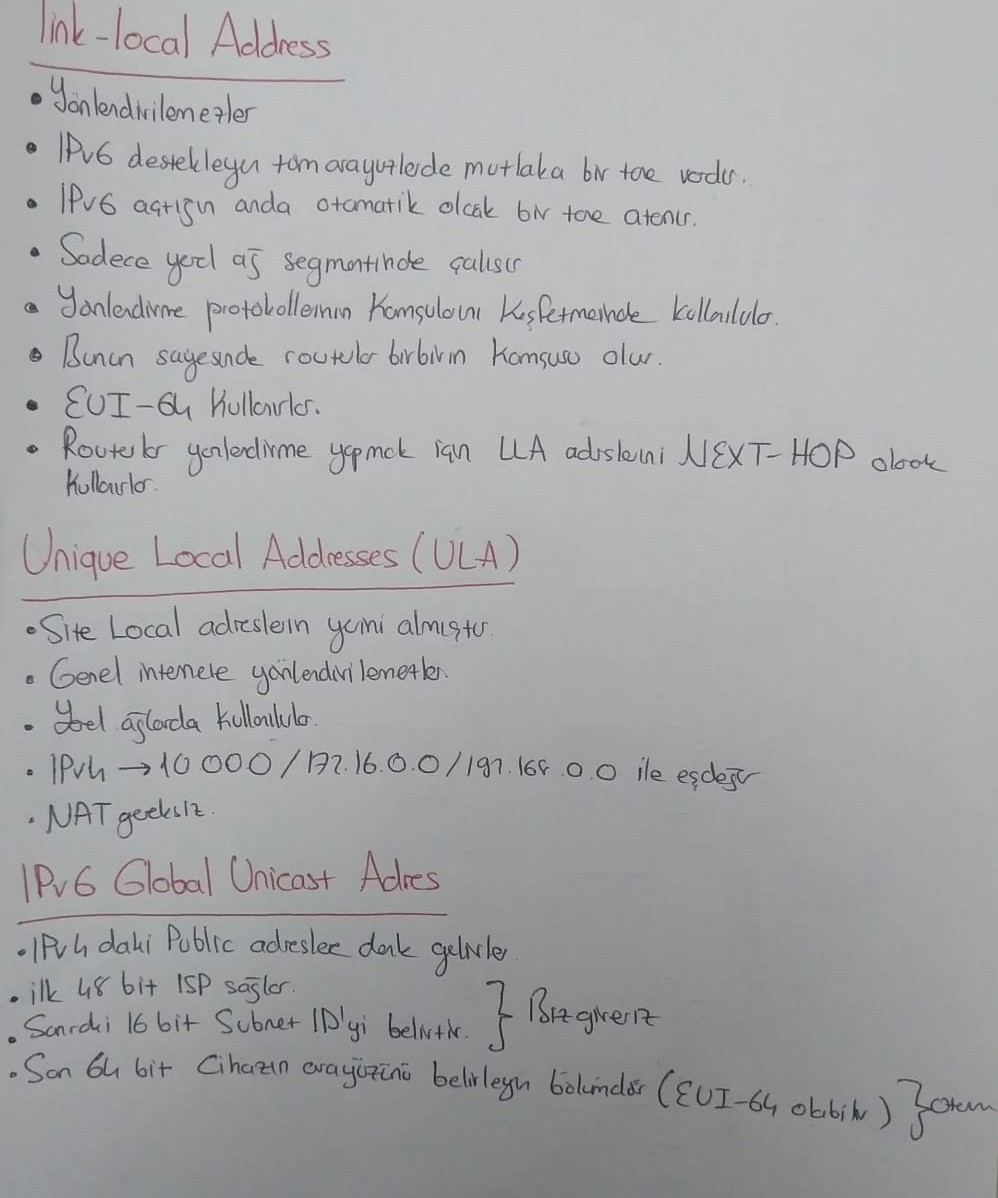 link-local Address
• Yönlendirilemezler
• IPv6 destekleyen tüm arayüzlerde mutlaka bir tane vardır.
• IPv6 açtığın anda otomatik olarak bir tane atanır.
• Sadece yerel ağ segmentinde çalışır
• Yönlendirme protokollerinin Komşularını Keşfetmesinde kullanılırlar.
• Bunun sayesinde routerlar birbirin Komşusu olur.
• EUI-64 Kullanırlar.
• Routerlar yönlendirme yapmak için LLA adreslerini NEXT-HOP olarak
Kullanırlar.
Unique Local Addresses (ULA)
• Site Local adreslerin yerini almıştır.
• Genel internete yönlendirilemezler.
• Yerel ağlarda kullanılırlar.
• IPv4 → 10 0 0 0 / 172.16.0.0 / 192.168.0.0 ile eşdeğer
• NAT gereksiz.
IPv6 Global Unicast Adres
• IPv4 daki Public adreslere denk gelirler.
• ilk 48 bit ISP sağlar.
• Sonraki 16 bit Subnet ID'yi belirtir. } Biz gireriz
• Son 64 bit Cihazın arayüzünü belirleyen bölümdür (EUI-64 olabilir) }